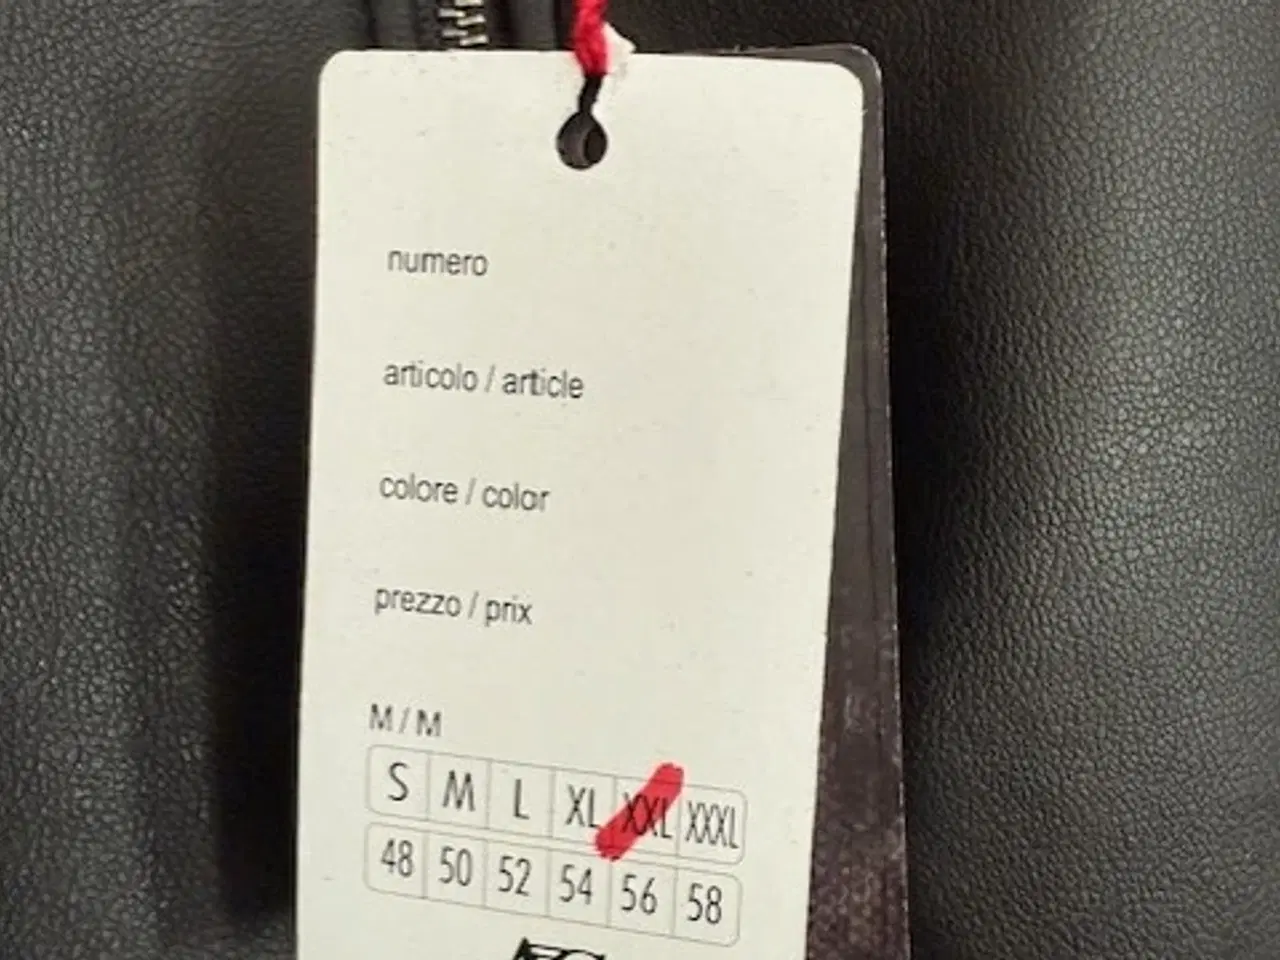 numero
articolo / article
colore / color
prezzo / prix
M / M
S M L XL XXL XXXL
48 50 52 54 56 58